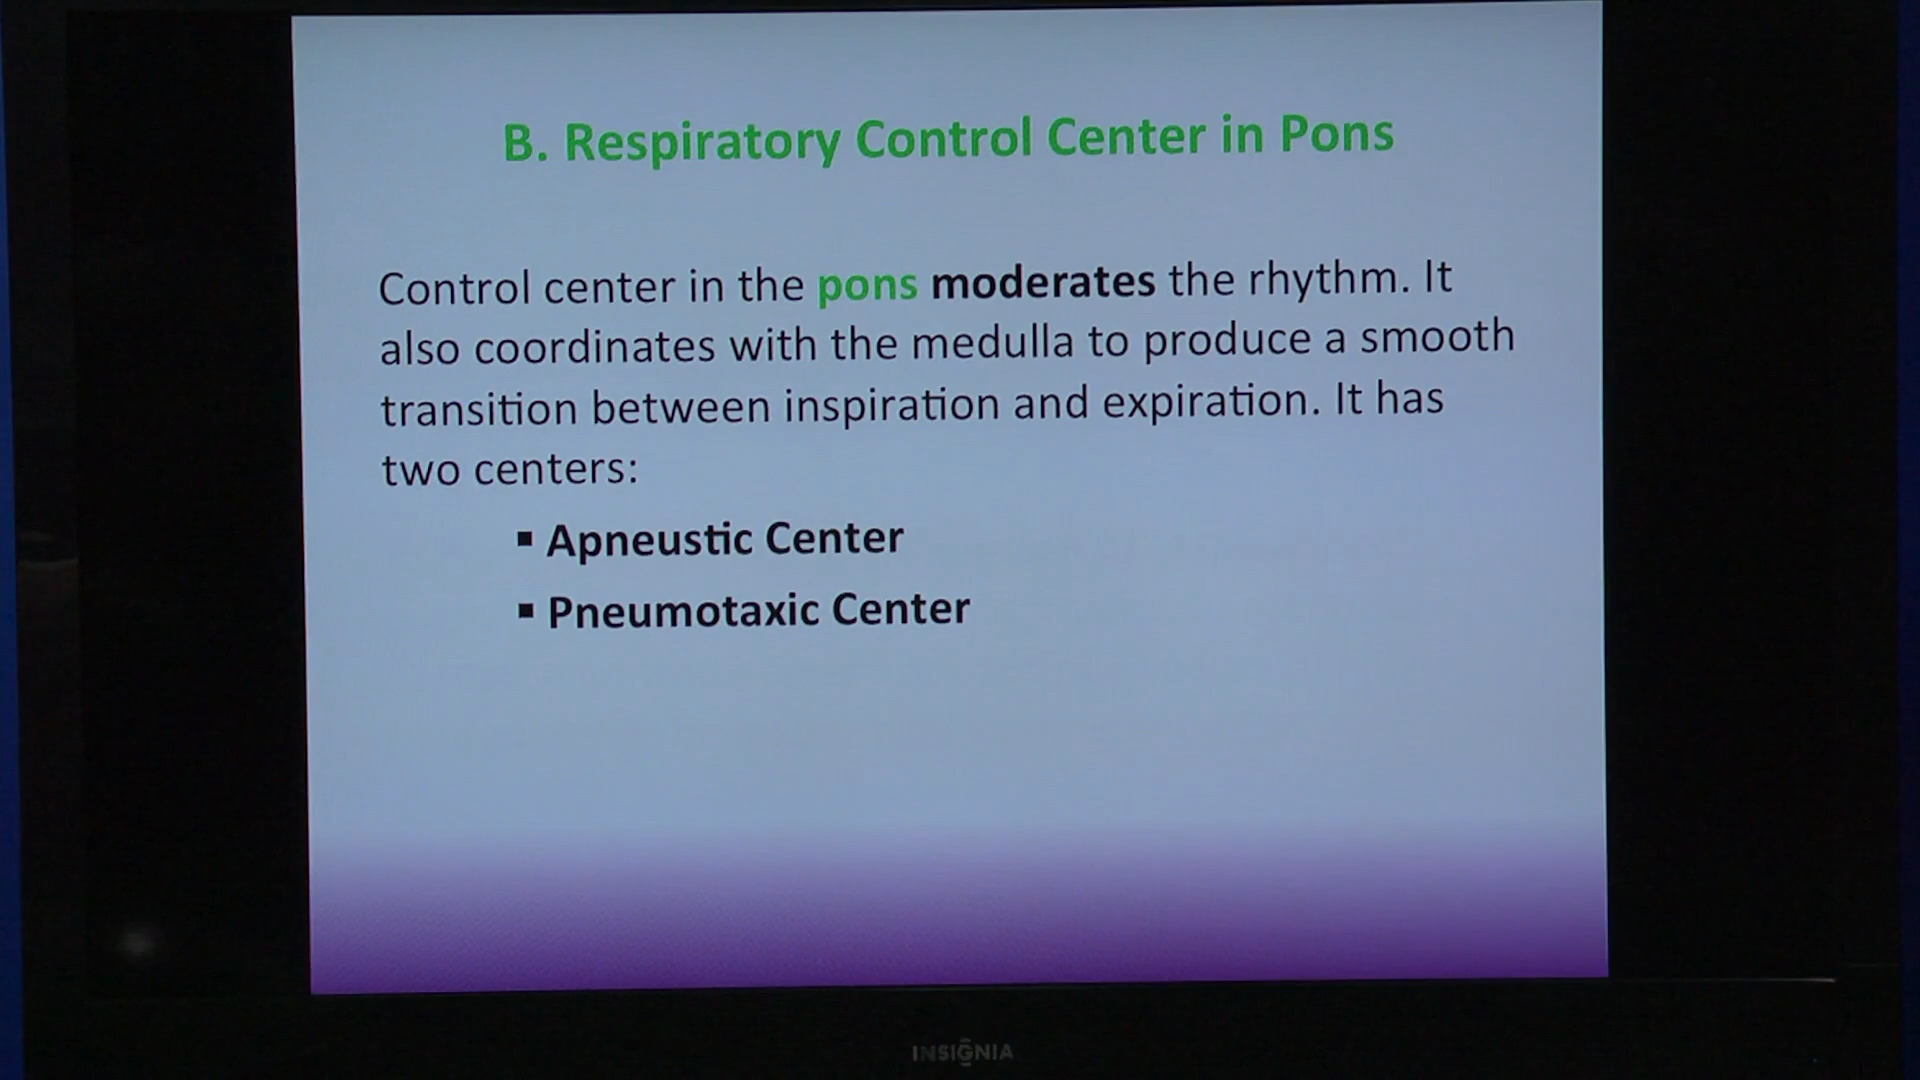 B. Respiratory Control Center in Pons
Control center in the pons moderates the rhythm. It
also coordinates with the medulla to produce a smooth
transition between inspiration and expiration. It has
two centers:
▪ Apneustic Center
▪ Pneumotaxic Center
INSIGNIA